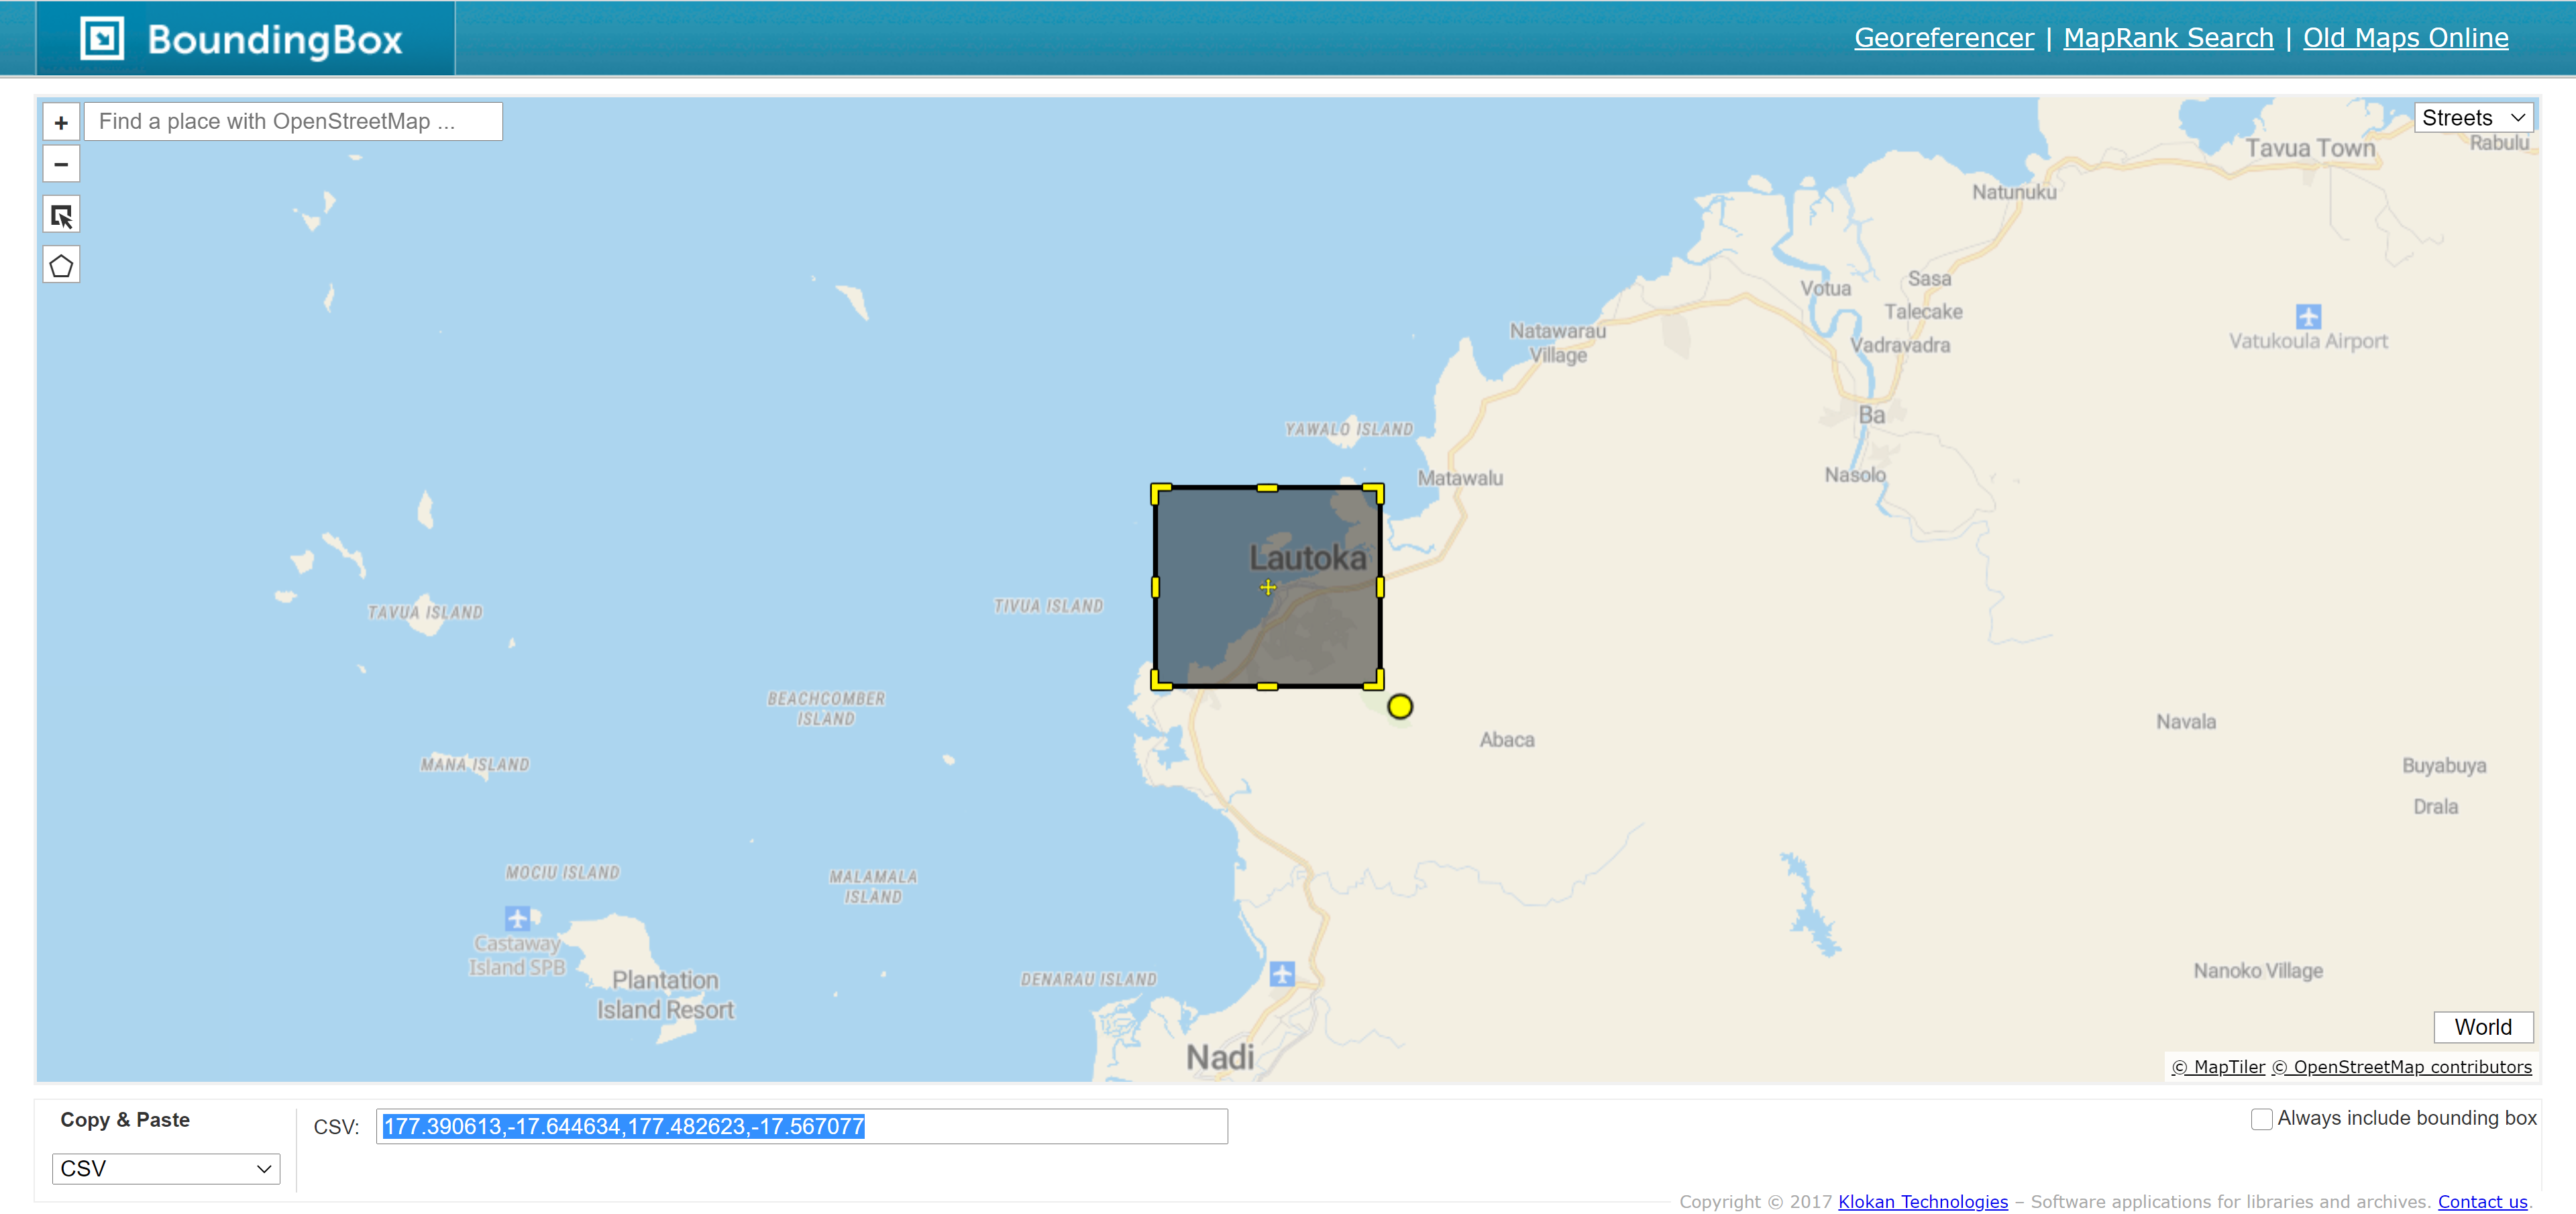 BoundingBox
Georeferencer | MapRank Search | Old Maps Online
+
Find a place with OpenStreetMap ...
Streets
−
Tavua Town
Rabulu
Natunuku
Sasa
Votua
Talecake
Natawarau
Village
Vadravadra
Vatukoula Airport
Ba
YAWALO ISLAND
Matawalu
Nasolo
Lautoka
TIVUA ISLAND
TAVUA ISLAND
BEACHCOMBER
ISLAND
Navala
Abaca
MANA ISLAND
Buyabuya
Drala
MOCIU ISLAND
MALAMALA
ISLAND
Castaway
Island SPB
Plantation
Island Resort
DENARAU ISLAND
Nanoko Village
World
Nadi
© MapTiler © OpenStreetMap contributors
Copy & Paste
CSV: 177.390613,-17.644634,177.482623,-17.567077
Always include bounding box
CSV
Copyright © 2017 Klokan Technologies – Software applications for libraries and archives. Contact us.